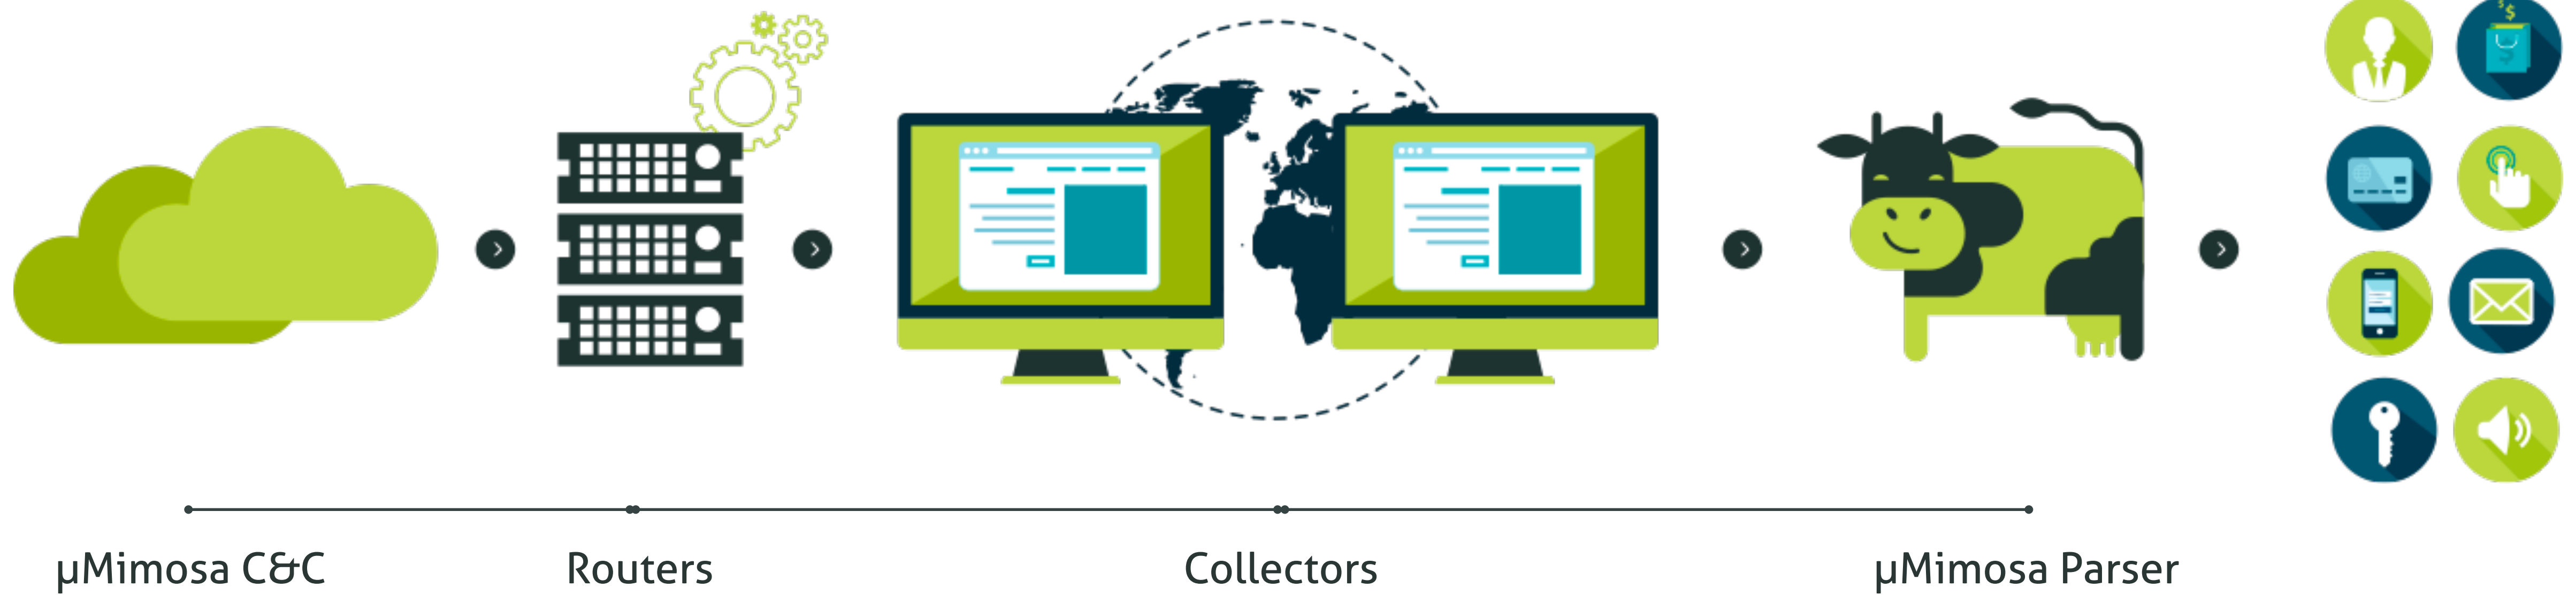 $ $
µMimosa C&C
Routers
Collectors
µMimosa Parser